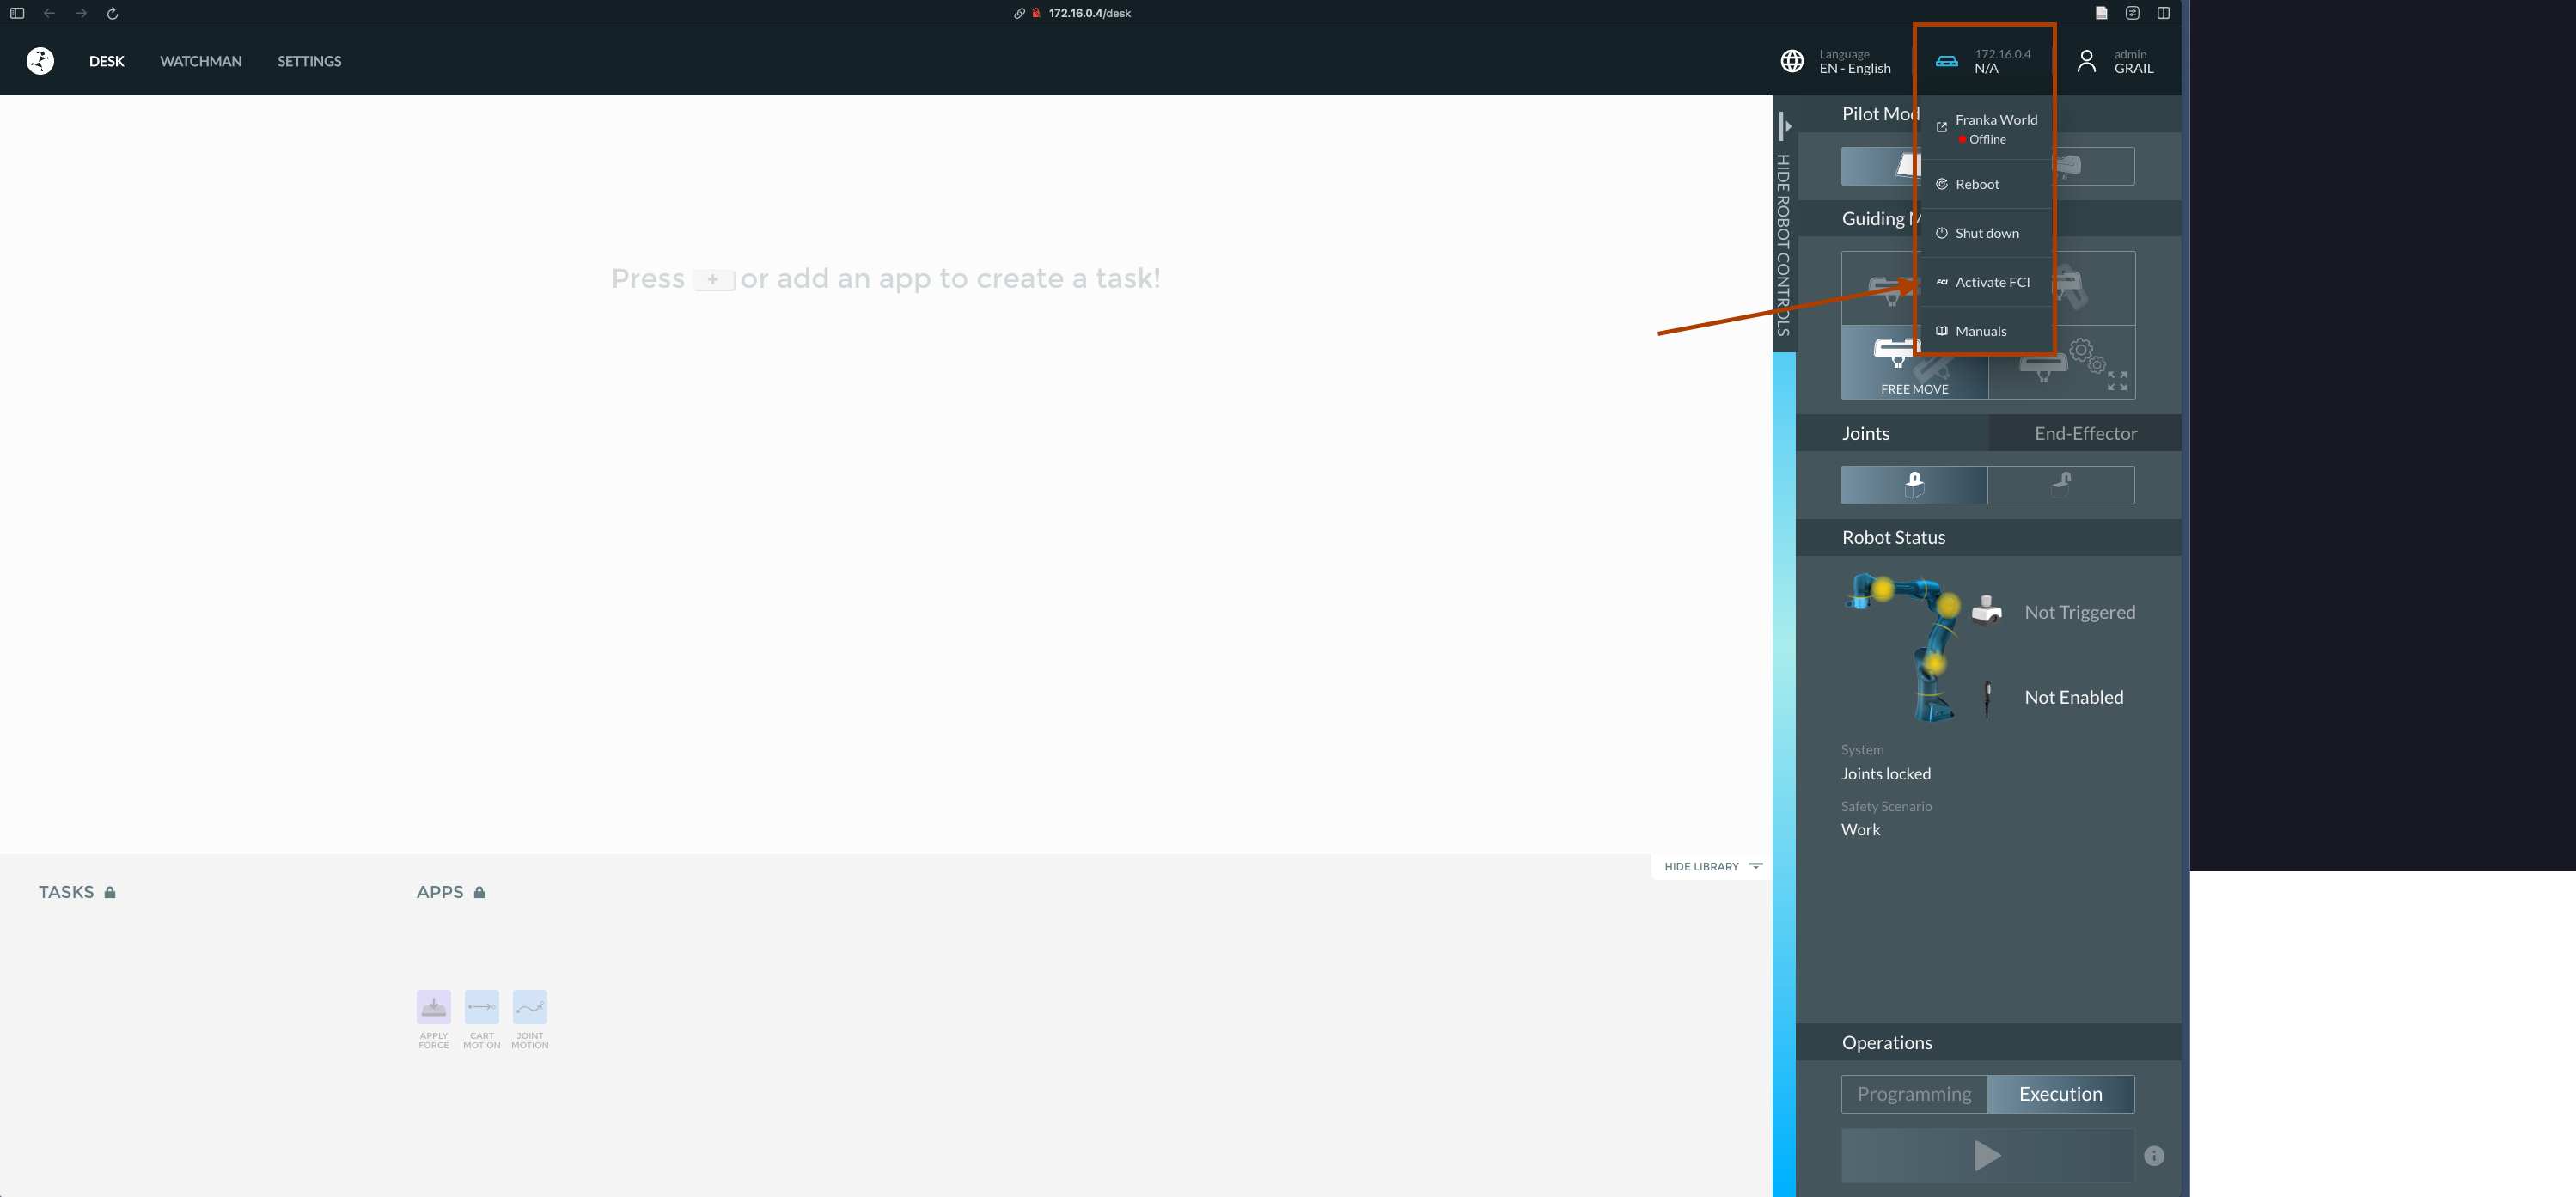 172.16.0.4/desk
DESK
WATCHMAN
SETTINGS
Language
EN - English
172.16.0.4
N/A
admin
GRAIL
Franka World
Offline
Reboot
Shut down
FCI Activate FCI
Manuals
HIDE ROBOT CONTROLS
Pilot Mod
Guiding M
FREE MOVE
Press + or add an app to create a task!
Joints
End-Effector
Robot Status
Not Triggered
Not Enabled
System
Joints locked
Safety Scenario
Work
HIDE LIBRARY
TASKS
APPS
APPLY
FORCE
CART
MOTION
JOINT
MOTION
Operations
Programming
Execution